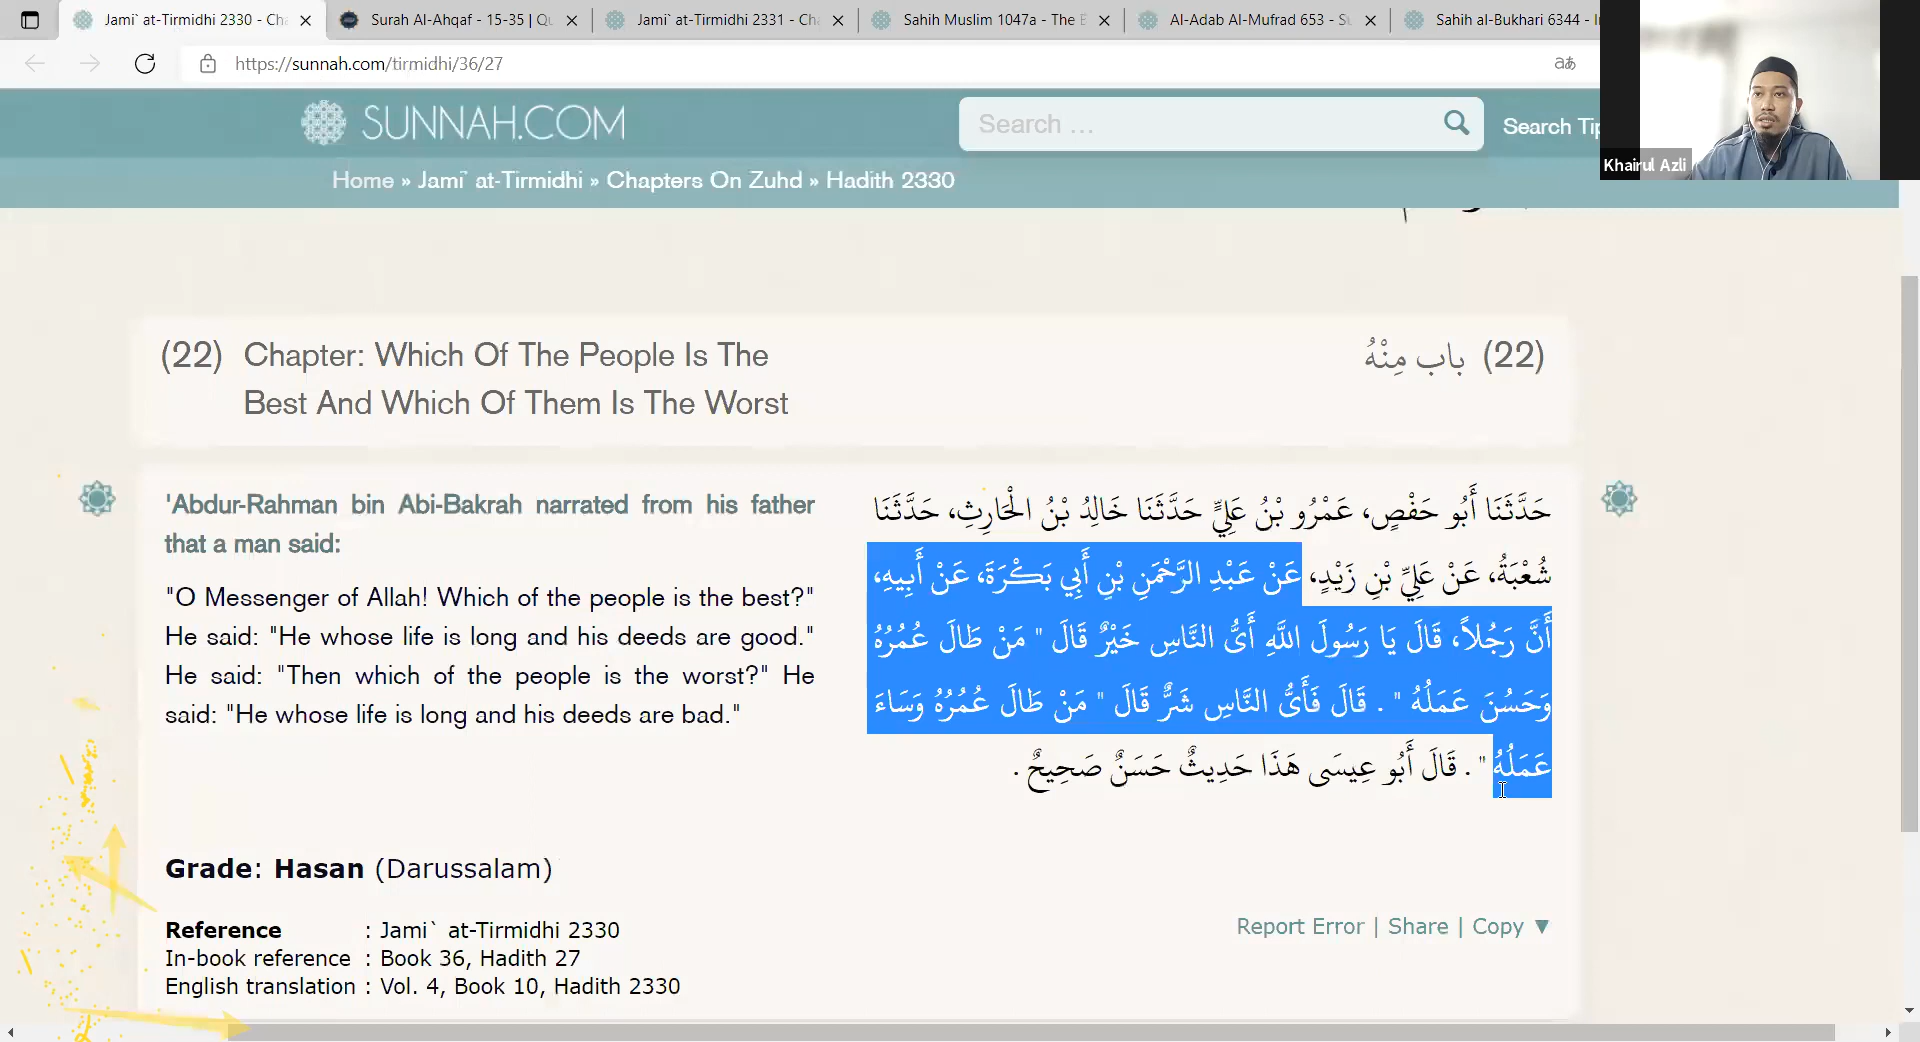 Jami` at-Tirmidhi 2330 - Cha
Surah Al-Ahqaf - 15-35 | Qu
Jami` at-Tirmidhi 2331 - Cha
Sahih Muslim 1047a - The B
Al-Adab Al-Mufrad 653 - Su
Sahih al-Bukhari 6344 - I
https://sunnah.com/tirmidhi/36/27
aあ
SUNNAH.COM
Search ...
Search Tip
Khairul Azli
Home » Jami` at-Tirmidhi » Chapters On Zuhd » Hadith 2330
(22) Chapter: Which Of The People Is The
Best And Which Of Them Is The Worst
(22) باب مِنْهُ
'Abdur-Rahman bin Abi-Bakrah narrated from his father
that a man said:
"O Messenger of Allah! Which of the people is the best?"
He said: "He whose life is long and his deeds are good."
He said: "Then which of the people is the worst?" He
said: "He whose life is long and his deeds are bad."
حَدَّثَنَا أَبُو حَفْصٍ، عَمْرُو بْنُ عَلِيٍّ حَدَّثَنَا خَالِدُ بْنُ الْحَارِثِ، حَدَّثَنَا
شُعْبَةُ، عَنْ عَلِيِّ بْنِ زَيْدٍ، عَنْ عَبْدِ الرَّحْمَنِ بْنِ أَبِي بَكْرَةَ، عَنْ أَبِيهِ،
أَنَّ رَجُلاً، قَالَ يَا رَسُولَ اللَّهِ أَىُّ النَّاسِ خَيْرٌ قَالَ " مَنْ طَالَ عُمُرُهُ
وَحَسُنَ عَمَلُهُ " . قَالَ فَأَىُّ النَّاسِ شَرٌّ قَالَ " مَنْ طَالَ عُمُرُهُ وَسَاءَ
عَمَلُهُ " . قَالَ أَبُو عِيسَى هَذَا حَدِيثٌ حَسَنٌ صَحِيحٌ .
Grade: Hasan (Darussalam)
Reference : Jami` at-Tirmidhi 2330
In-book reference : Book 36, Hadith 27
English translation : Vol. 4, Book 10, Hadith 2330
Report Error | Share | Copy ▼